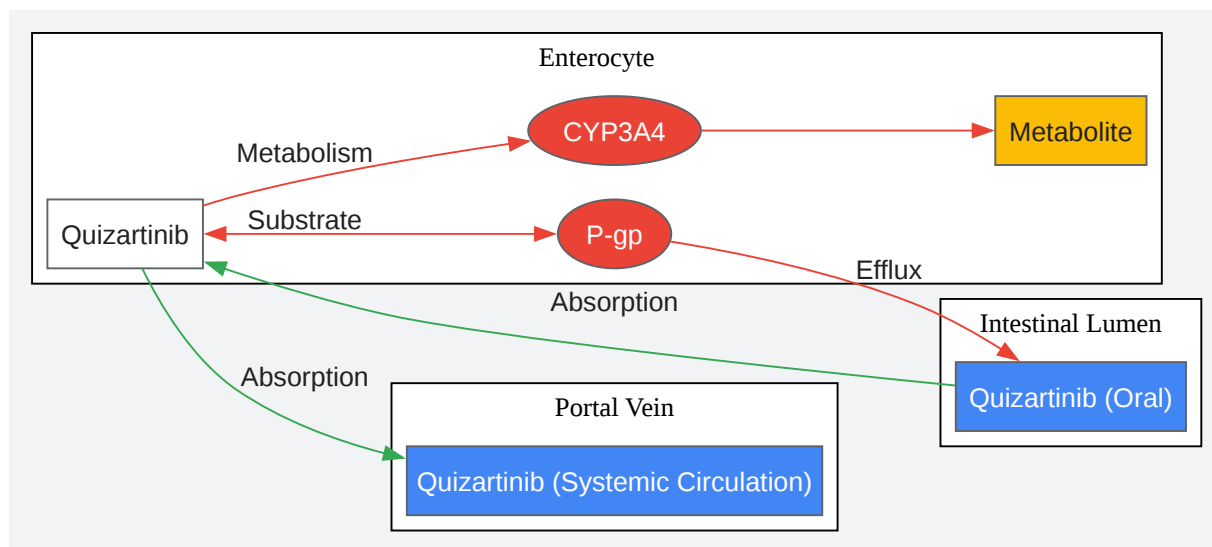 Enterocyte
CYP3A4
Metabolite
Metabolism
Substrate
Quizartinib
P-gp
Efflux
Absorption
Intestinal Lumen
Absorption
Quizartinib (Oral)
Portal Vein
Quizartinib (Systemic Circulation)